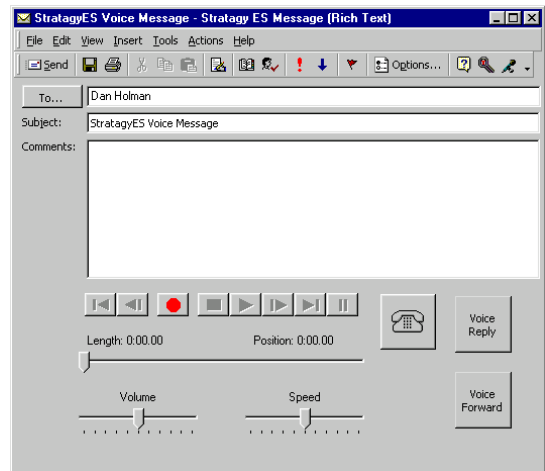 StratagyES Voice Message - Stratagy ES Message (Rich Text)
File Edit View Insert Tools Actions Help
Send Options...
To... Dan Holman
Subject: StratagyES Voice Message
Comments:
Length: 0:00.00 Position: 0:00.00
Voice
Reply
Volume Speed
Voice
Forward